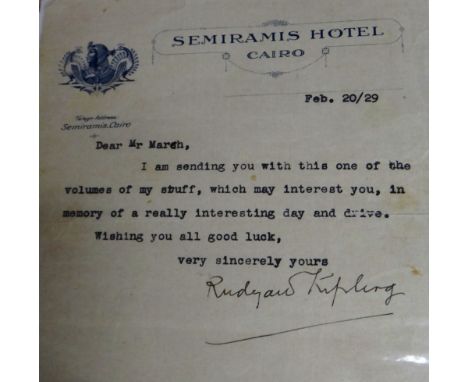 SEMIRAMIS HOTEL
CAIRO
Feb. 20/29
Semiramis, Cairo
Dear Mr Marsh,
I am sending you with this one of the
volumes of my stuff, which may interest you, in
memory of a really interesting day and drive.
Wishing you all good luck,
very sincerely yours
Rudyard Kipling